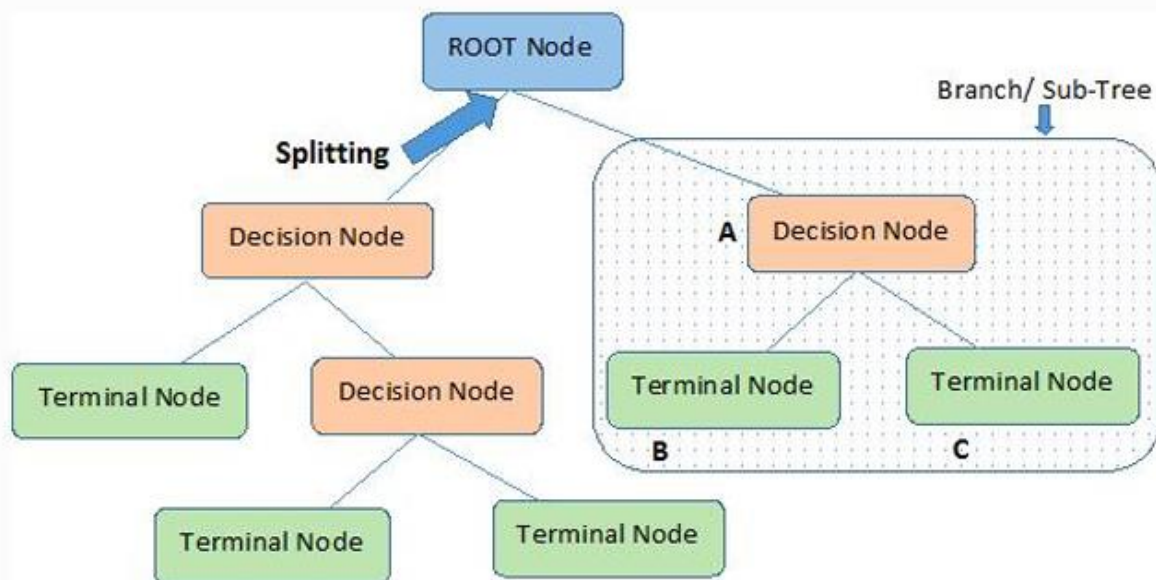 ROOT Node
Branch/ Sub-Tree
Splitting
Decision Node
A
Decision Node
Terminal Node
Decision Node
Terminal Node
Terminal Node
B
C
Terminal Node
Terminal Node